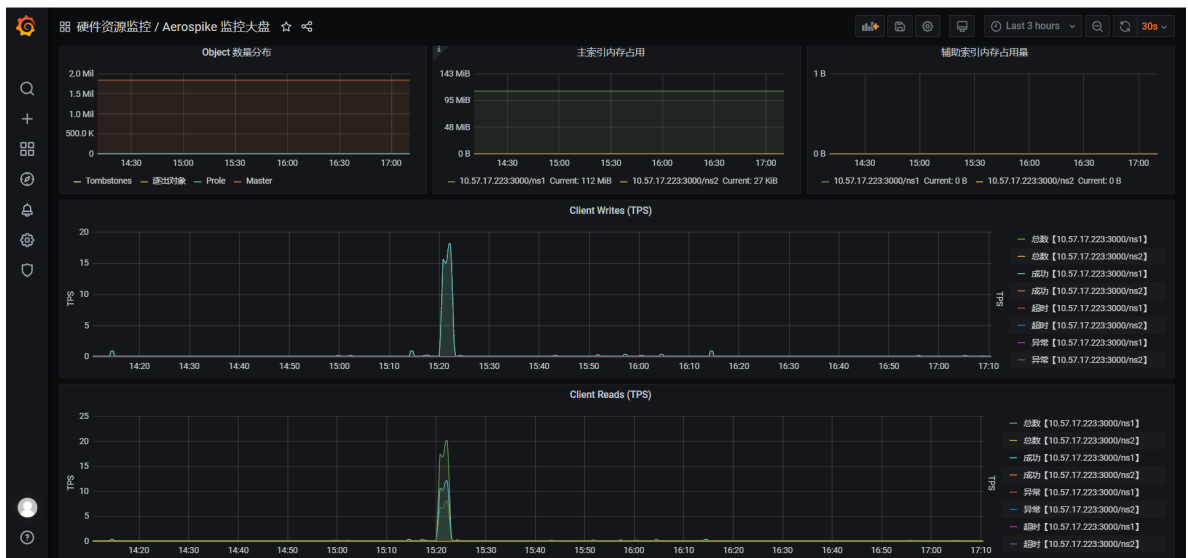 硬件资源监控 / Aerospike 监控大盘
Last 3 hours
30s
Object 数量分布
2.0 Mil
1.5 Mil
1.0 Mil
500.0 K
0
14:30 15:00 15:30 16:00 16:30 17:00
Tombstones 逐出对象 Prole Master
i
主索引内存占用
143 MiB
95 MiB
48 MiB
0 B
14:30 15:00 15:30 16:00 16:30 17:00
10.57.17.223:3000/ns1 Current: 112 MiB 10.57.17.223:3000/ns2 Current: 27 KiB
辅助索引内存占用量
1 B
0 B
14:30 15:00 15:30 16:00 16:30 17:00
10.57.17.223:3000/ns1 Current: 0 B 10.57.17.223:3000/ns2 Current: 0 B
Client Writes (TPS)
20
15
10
5
0
TPS
TPS
14:20 14:30 14:40 14:50 15:00 15:10 15:20 15:30 15:40 15:50 16:00 16:10 16:20 16:30 16:40 16:50 17:00 17:10
总数【10.57.17.223:3000/ns1】
总数【10.57.17.223:3000/ns2】
成功【10.57.17.223:3000/ns1】
成功【10.57.17.223:3000/ns2】
超时【10.57.17.223:3000/ns1】
超时【10.57.17.223:3000/ns2】
异常【10.57.17.223:3000/ns1】
异常【10.57.17.223:3000/ns2】
Client Reads (TPS)
25
20
15
10
5
0
TPS
TPS
14:20 14:30 14:40 14:50 15:00 15:10 15:20 15:30 15:40 15:50 16:00 16:10 16:20 16:30 16:40 16:50 17:00 17:10
总数【10.57.17.223:3000/ns1】
总数【10.57.17.223:3000/ns2】
成功【10.57.17.223:3000/ns1】
成功【10.57.17.223:3000/ns2】
异常【10.57.17.223:3000/ns1】
异常【10.57.17.223:3000/ns2】
超时【10.57.17.223:3000/ns1】
超时【10.57.17.223:3000/ns2】